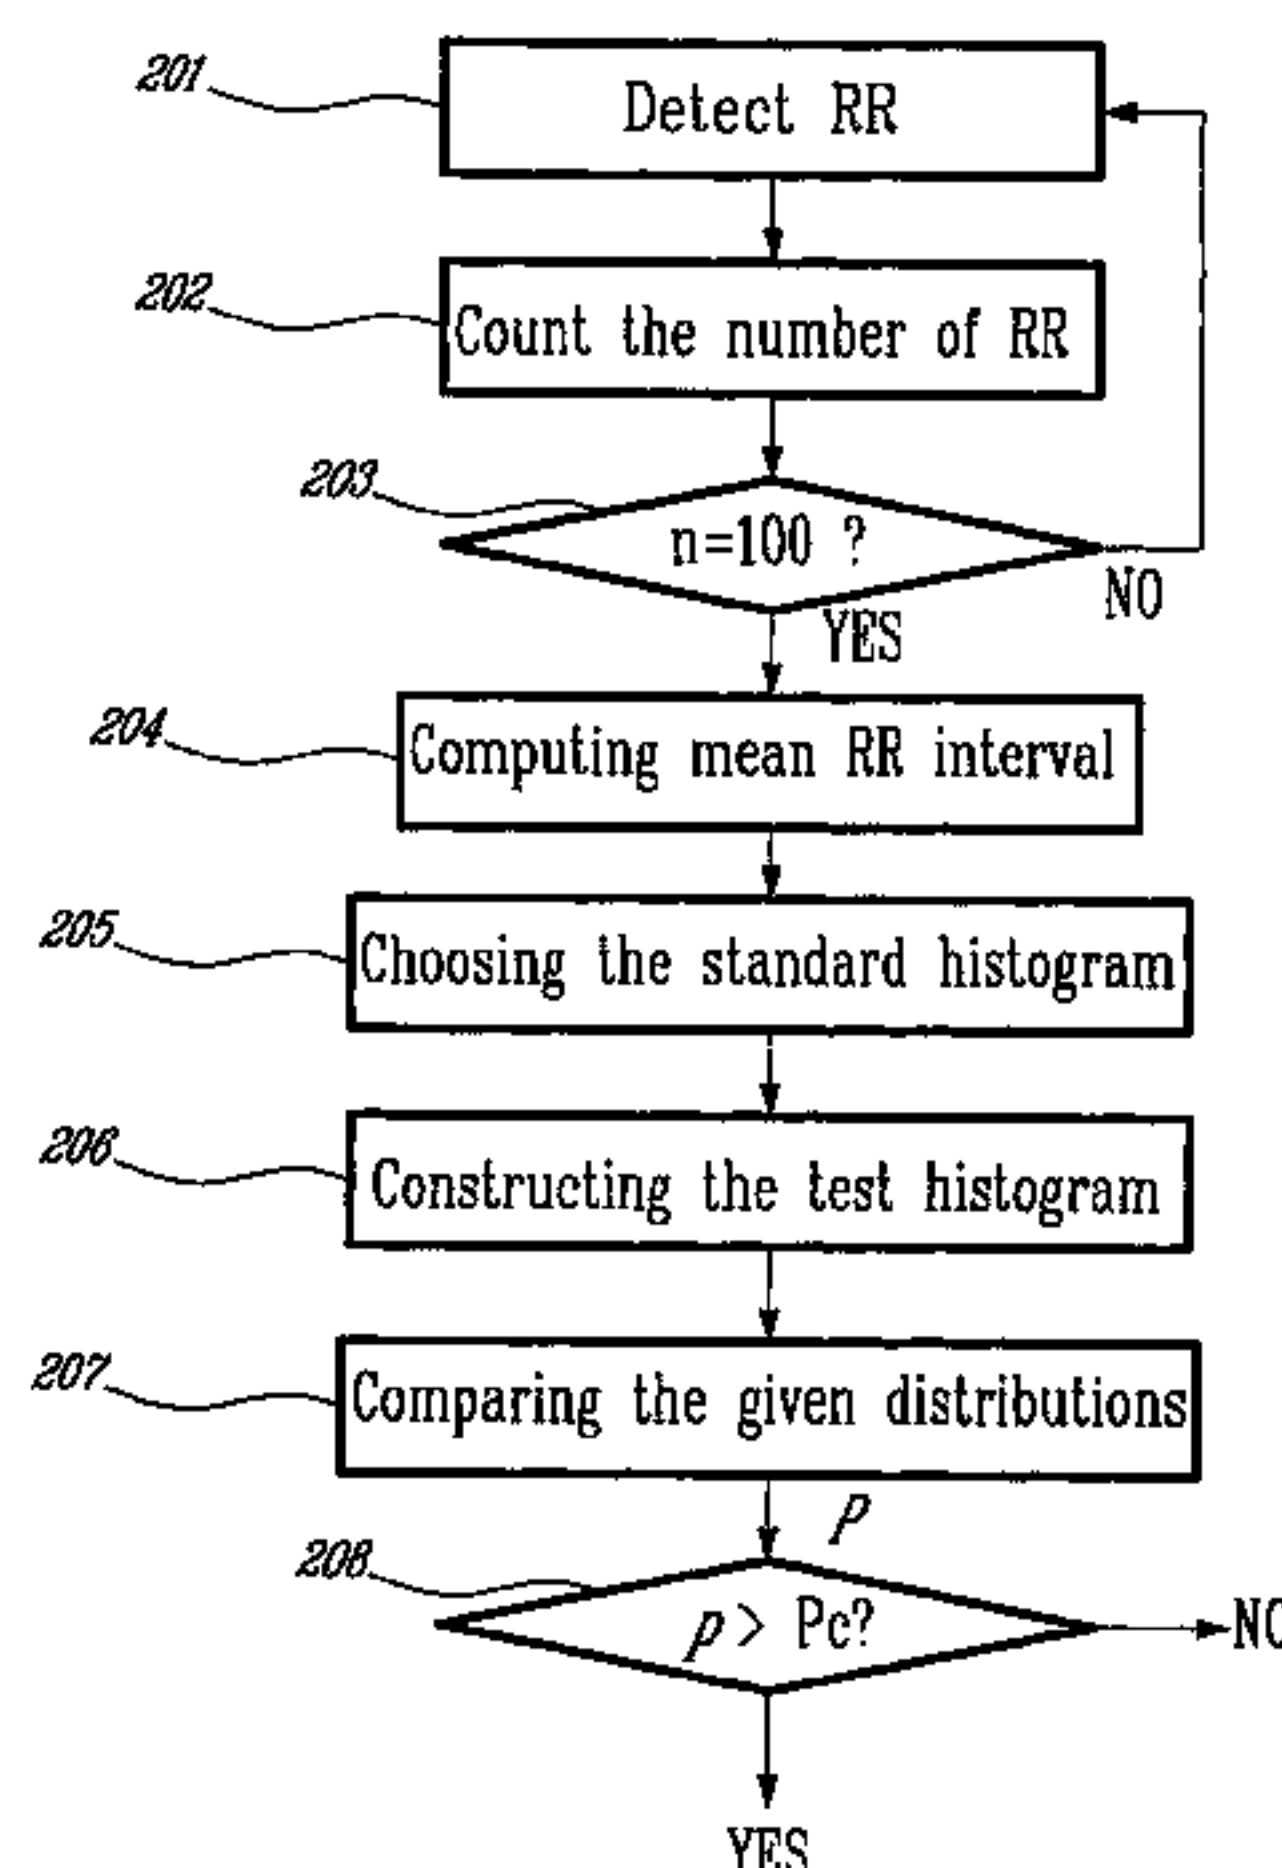 201
Detect RR
202
Count the number of RR
203
n=100 ?
NO
YES
204
Computing mean RR interval
205
Choosing the standard histogram
206
Constructing the test histogram
207
Comparing the given distributions
p
208
p > Pc?
NO
YES